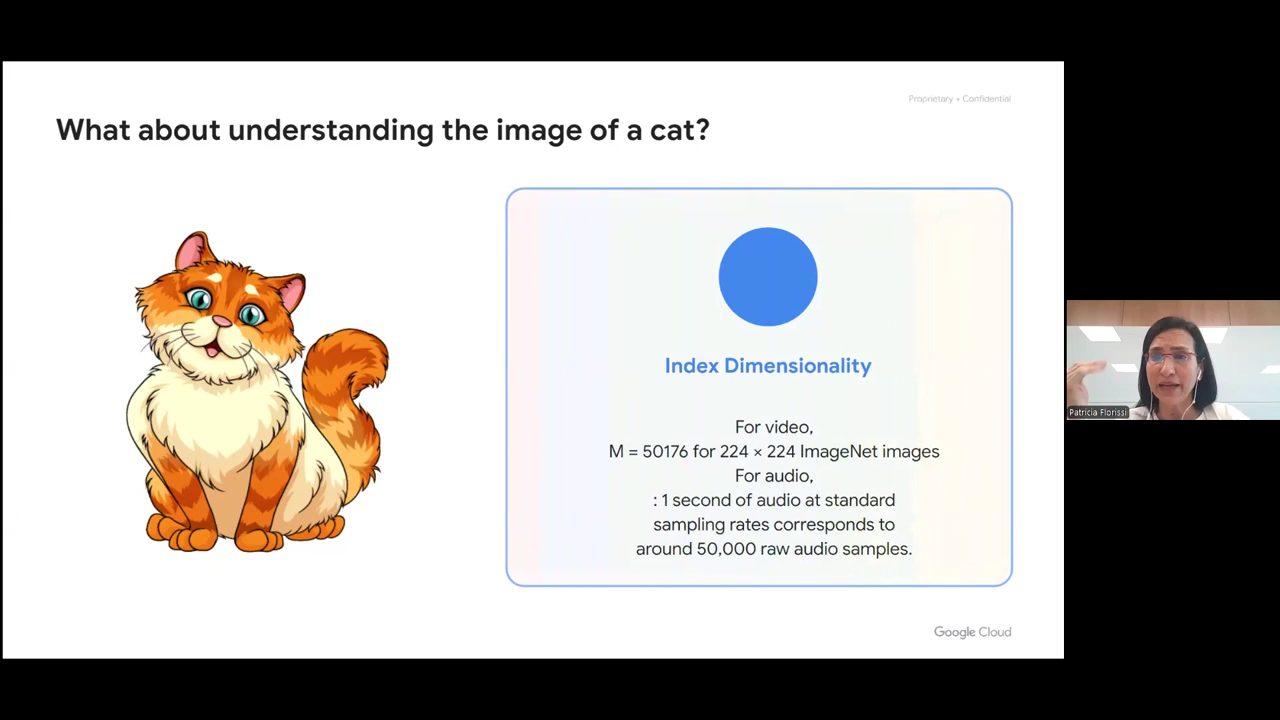 Proprietary + Confidential
What about understanding the image of a cat?
Index Dimensionality
For video,
M = 50176 for 224 × 224 ImageNet images
For audio,
: 1 second of audio at standard
sampling rates corresponds to
around 50,000 raw audio samples.
Google Cloud
Patricia Florissi